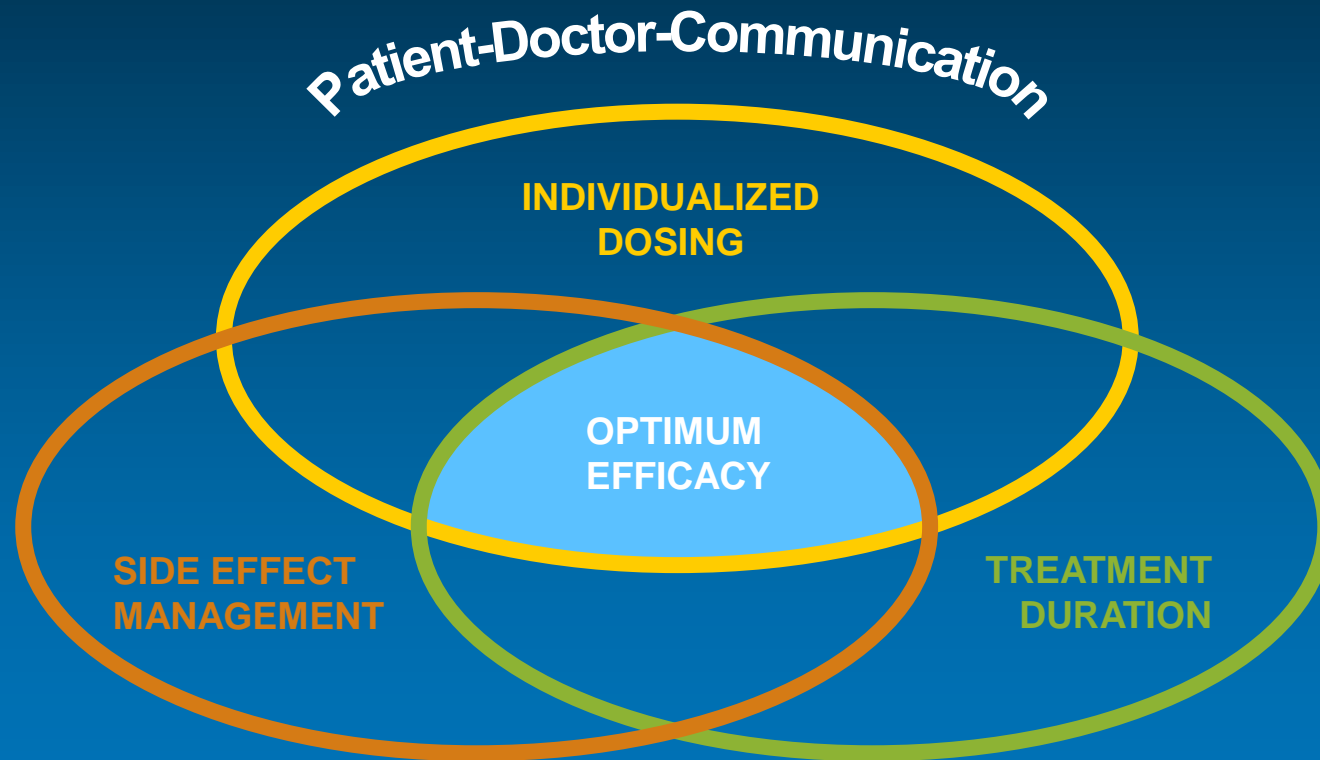 Patient-Doctor-Communication
INDIVIDUALIZED
DOSING
OPTIMUM
EFFICACY
SIDE EFFECT
MANAGEMENT
TREATMENT
DURATION